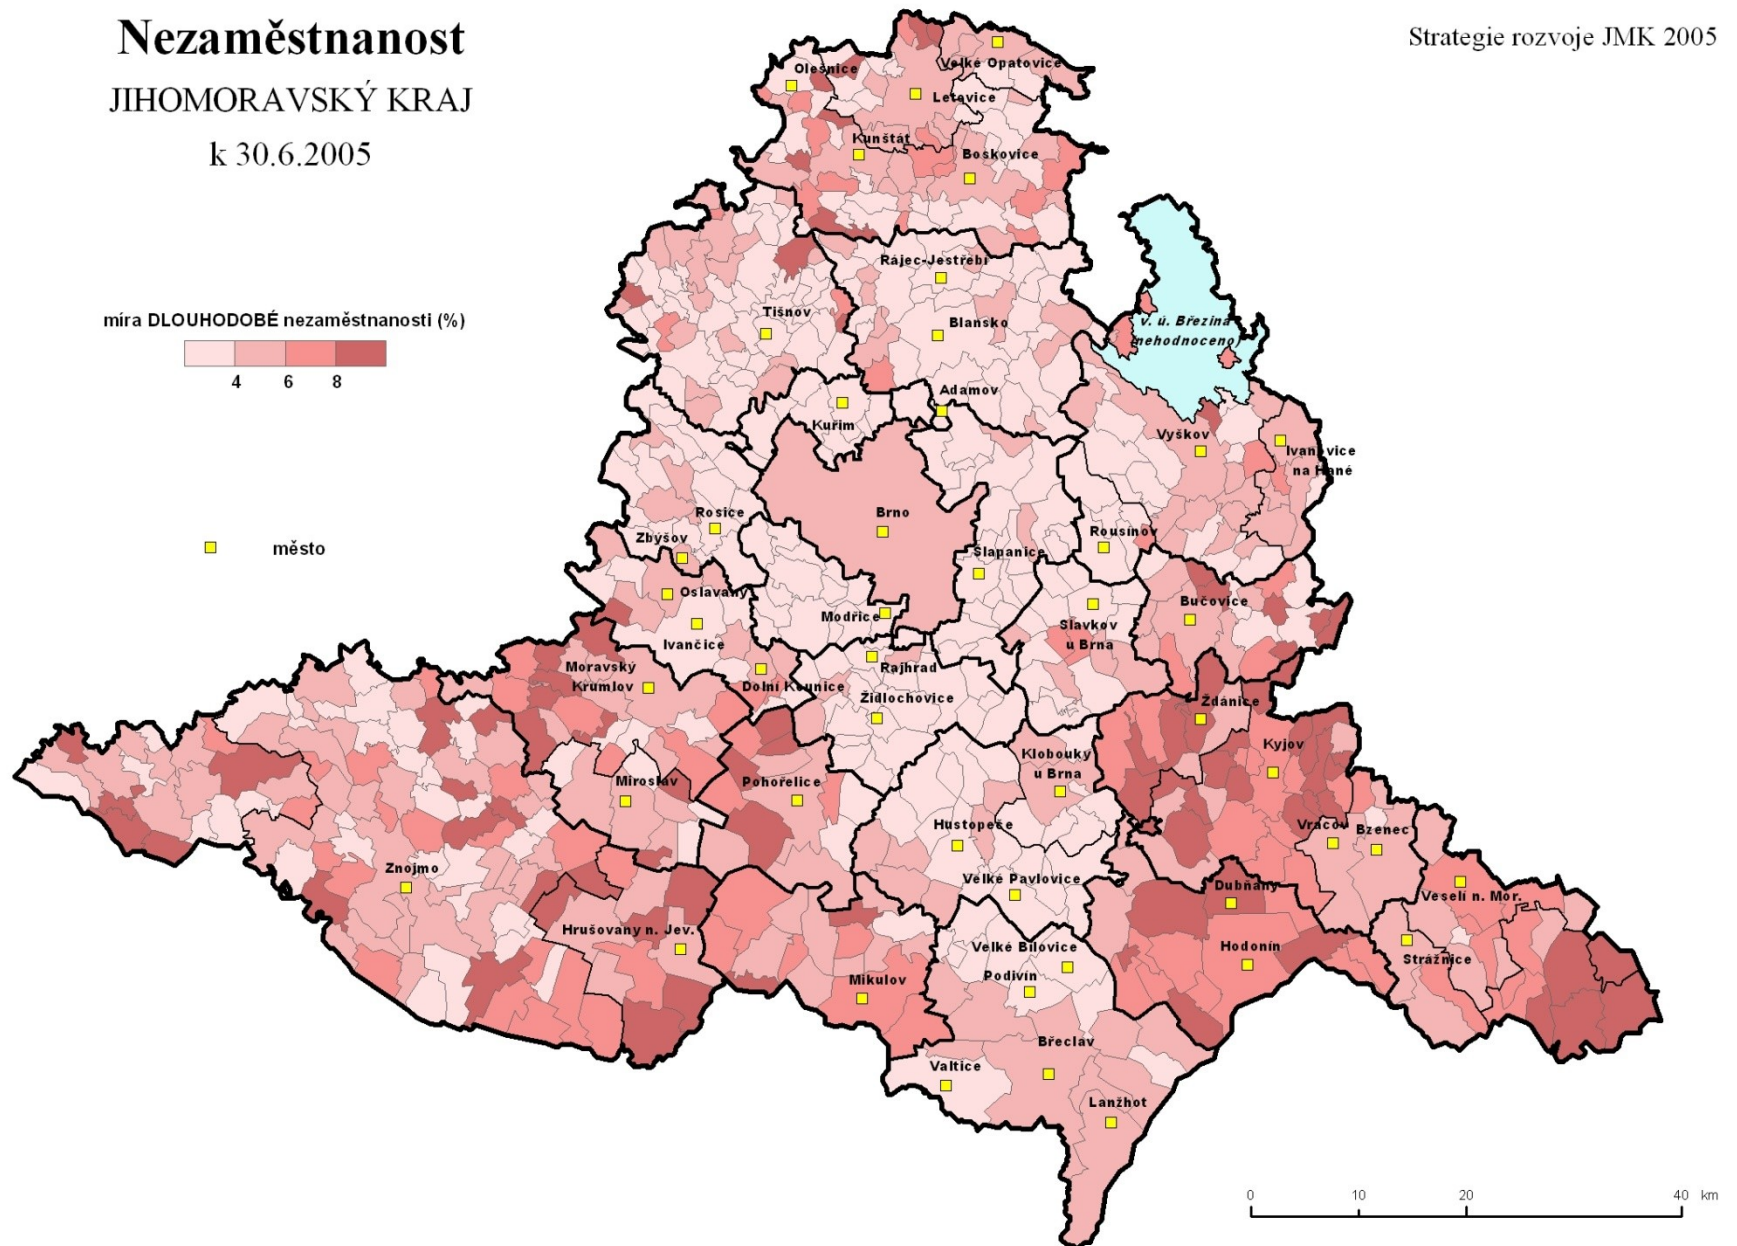 Nezaměstnanost
JIHOMORAVSKÝ KRAJ
k 30.6.2005
Strategie rozvoje JMK 2005
míra DLOUHODOBÉ nezaměstnanosti (%)
4 6 8
město
Olešnice
Velké Opatovice
Letovice
Kunštát
Boskovice
Rájec-Jestřebí
Tišnov
Blansko
v. ú. Březina
nehodnoceno)
Adamov
Kuřim
Vyškov
Ivanovice
na Hané
Brno
Rosice
Zbýšov
Šlapanice
Rousínov
Oslavany
Modřice
Bučovice
Ivančice
Slavkov
u Brna
Rajhrad
Moravský
Krumlov
Dolní Kounice
Židlochovice
Ždánice
Klobouky
u Brna
Kyjov
Miroslav
Pohořelice
Hustopeče
Vracov
Bzenec
Znojmo
Velké Pavlovice
Dubňany
Veselí n. Mor.
Hrušovany n. Jev.
Velké Bílovice
Hodonín
Strážnice
Mikulov
Podivín
Břeclav
Valtice
Lanžhot
0 10 20 40 km